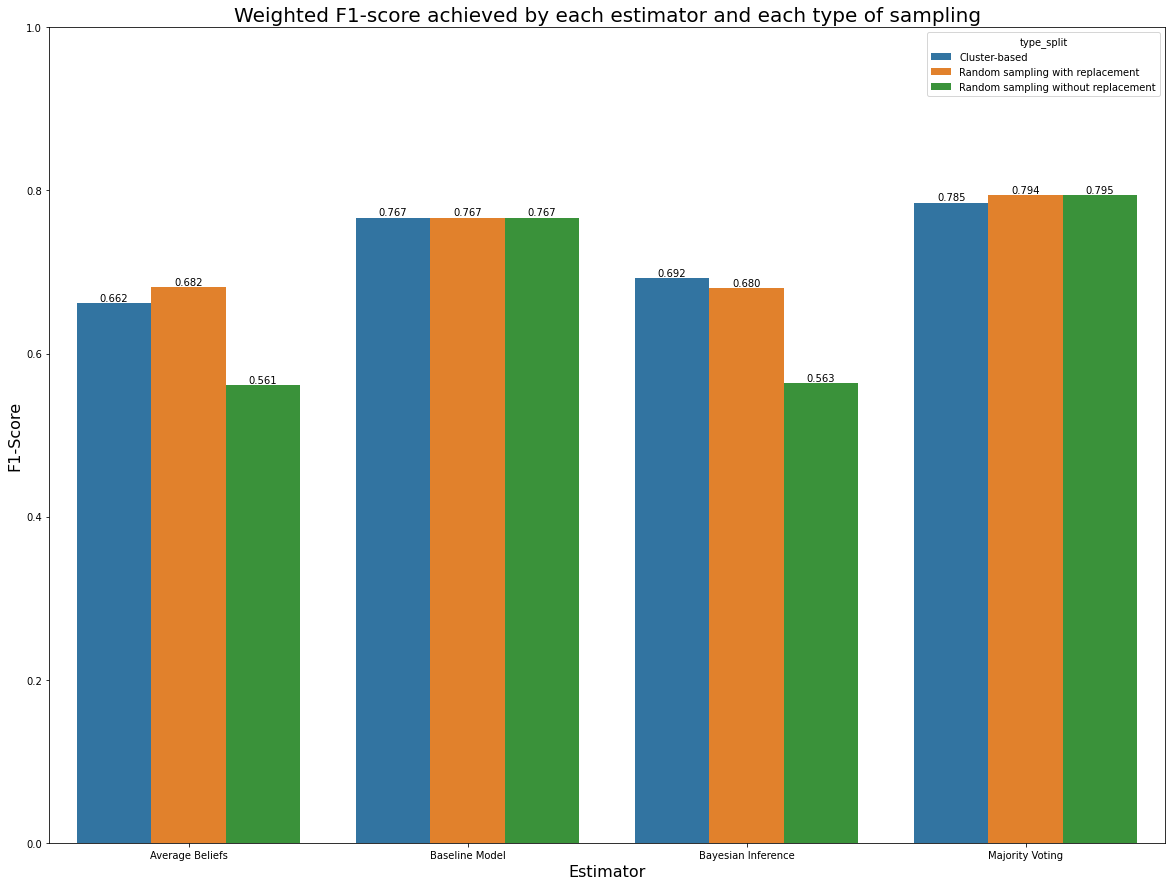 Weighted F1-score achieved by each estimator and each type of sampling
type_split
Cluster-based
Random sampling with replacement
Random sampling without replacement
F1-Score
1.0
0.8
0.6
0.4
0.2
0.0
0.662
0.682
0.561
0.767
0.767
0.767
0.692
0.680
0.563
0.785
0.794
0.795
Average Beliefs
Baseline Model
Bayesian Inference
Majority Voting
Estimator